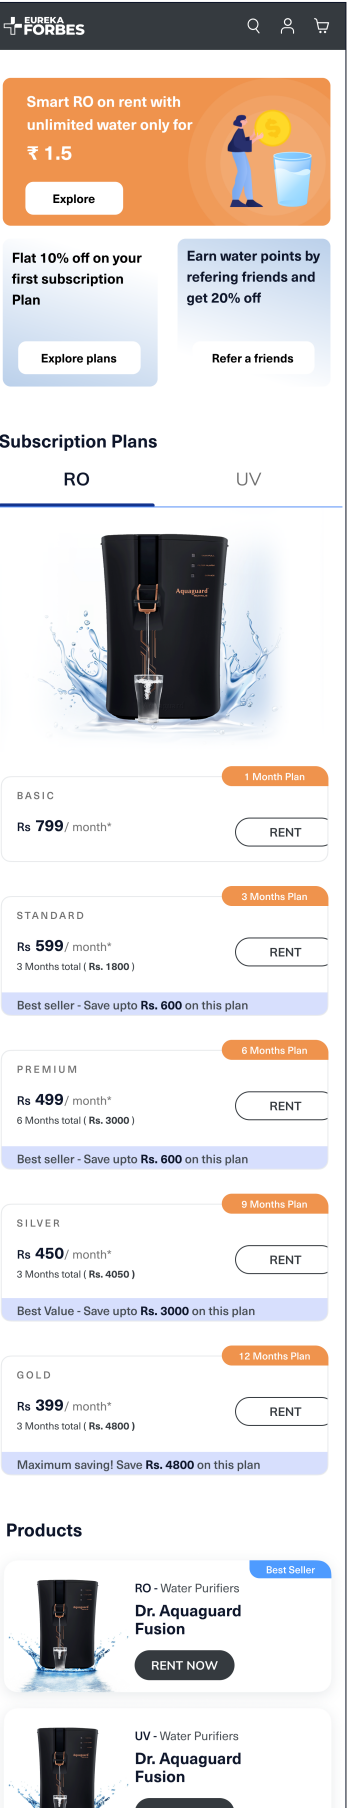 EUREKA
FORBES
Smart RO on rent with
unlimited water only for
₹ 1.5
Explore
Flat 10% off on your
first subscription
Plan
Explore plans
Earn water points by
refering friends and
get 20% off
Refer a friends
Subscription Plans
RO
UV
Aquaguard
1 Month Plan
BASIC
Rs 799/ month*
RENT
3 Months Plan
STANDARD
Rs 599/ month*
3 Months total ( Rs. 1800 )
RENT
Best seller - Save upto Rs. 600 on this plan
6 Months Plan
PREMIUM
Rs 499/ month*
6 Months total ( Rs. 3000 )
RENT
Best seller - Save upto Rs. 600 on this plan
9 Months Plan
SILVER
Rs 450/ month*
3 Months total ( Rs. 4050 )
RENT
Best Value - Save upto Rs. 3000 on this plan
12 Months Plan
GOLD
Rs 399/ month*
3 Months total ( Rs. 4800 )
RENT
Maximum saving! Save Rs. 4800 on this plan
Products
Best Seller
Aquaguard
RO - Water Purifiers
Dr. Aquaguard
Fusion
RENT NOW
Aquaguard
UV - Water Purifiers
Dr. Aquaguard
Fusion